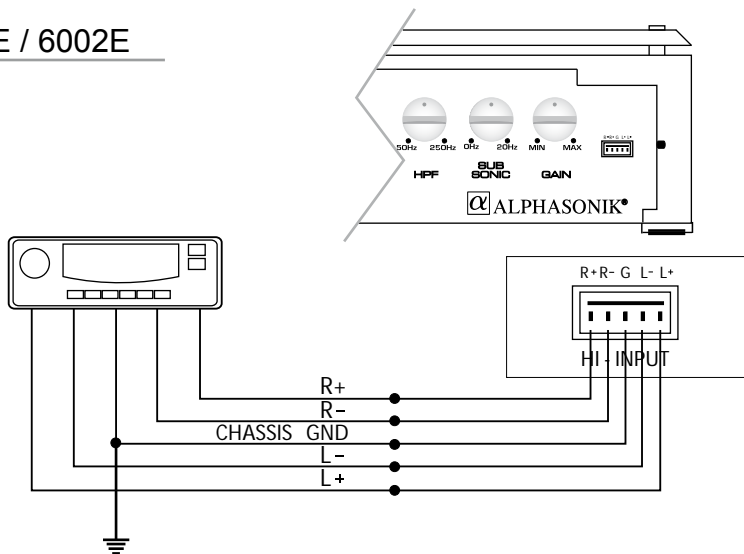 E / 6002E
R+ R- G L- L+
50Hz 250Hz 0Hz 20Hz MIN MAX
HPF SUB SONIC GAIN
α ALPHASONIK
R+ R- G L- L+
HI - INPUT
R+
R-
CHASSIS GND
L-
L+